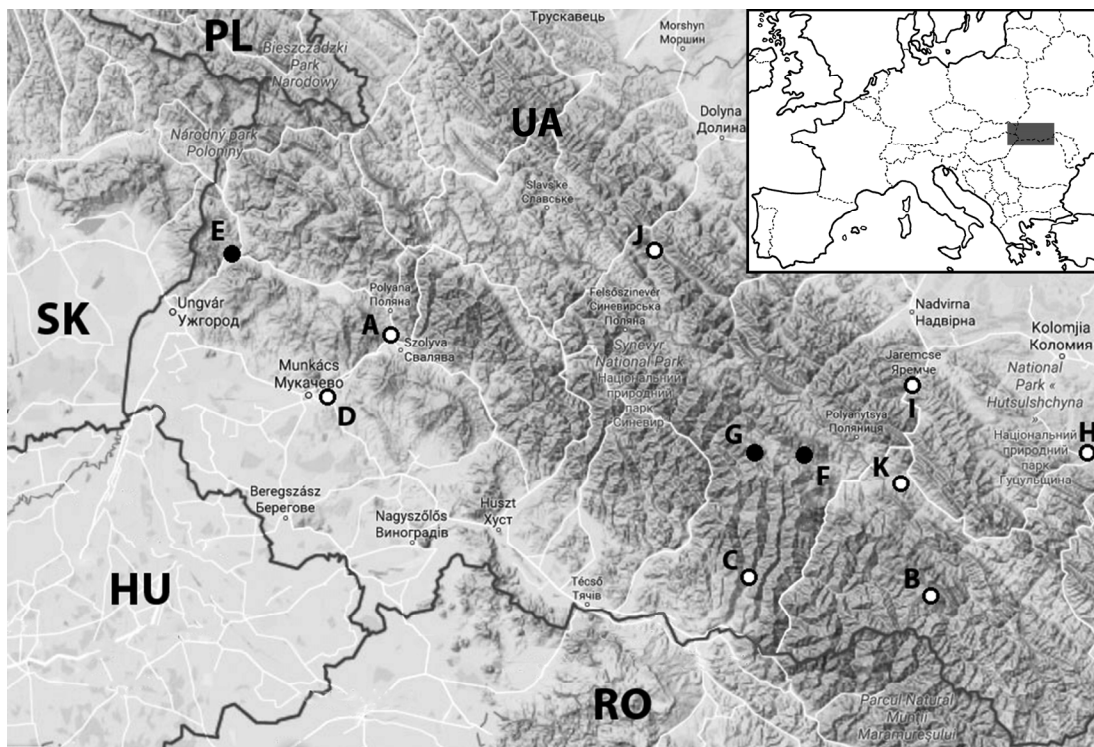 PL
Трускавець
Morshyn
Моршин
Bieszczadzki
Park
Narodowy
UA
Dolyna
Долина
Národný park
Poloniny
Slavske
Славське
E
J
Ungvár
Ужгород
SK
Polyana
Поляна
A
Szolyva
Свалява
Felsőszinevér
Синевирська
Поляна
Synevyr
National Park
Національний
природний
парк
Синевир
Nadvirna
Надвірна
Kolomjia
Коломия
Jaremcse
Яремче
I
National
Park «
Hutsulshchyna
»
Національний
природний
парк
Гуцульщина
H
Munkács
Мукачево
D
Polyanytsya
Поляниця
G
F
K
Beregszász
Берегове
Nagyszőlős
Виноградів
Huszt
Хуст
HU
C
B
Técső
Тячів
RO
Parcul Natural
Munții
Maramureșului